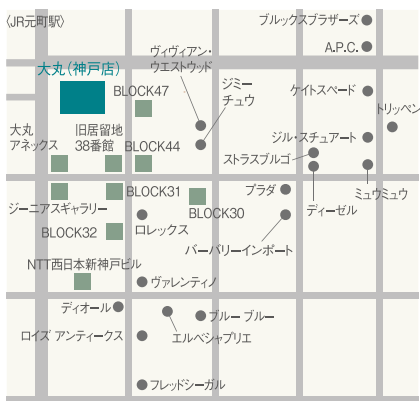 〈JR元町駅〉
ブルックスブラザーズ
A.P.C.
ヴィヴィアン・
ウエストウッド
大丸(神戸店)
ジミー
チュウ
BLOCK47
ケイトスペード
トリッペン
大丸
アネックス
旧居留地
38番館
BLOCK44
ジル・スチュアート
ストラスブルゴ
BLOCK31
プラダ
ミュウミュウ
ジーニアスギャラリー
BLOCK30
ディーゼル
BLOCK32
ロレックス
バーバリーインポート
NTT西日本新神戸ビル
ヴァレンティノ
ディオール
ブルー ブルー
ロイズ アンティークス
エルベシャプリエ
フレッドシーガル